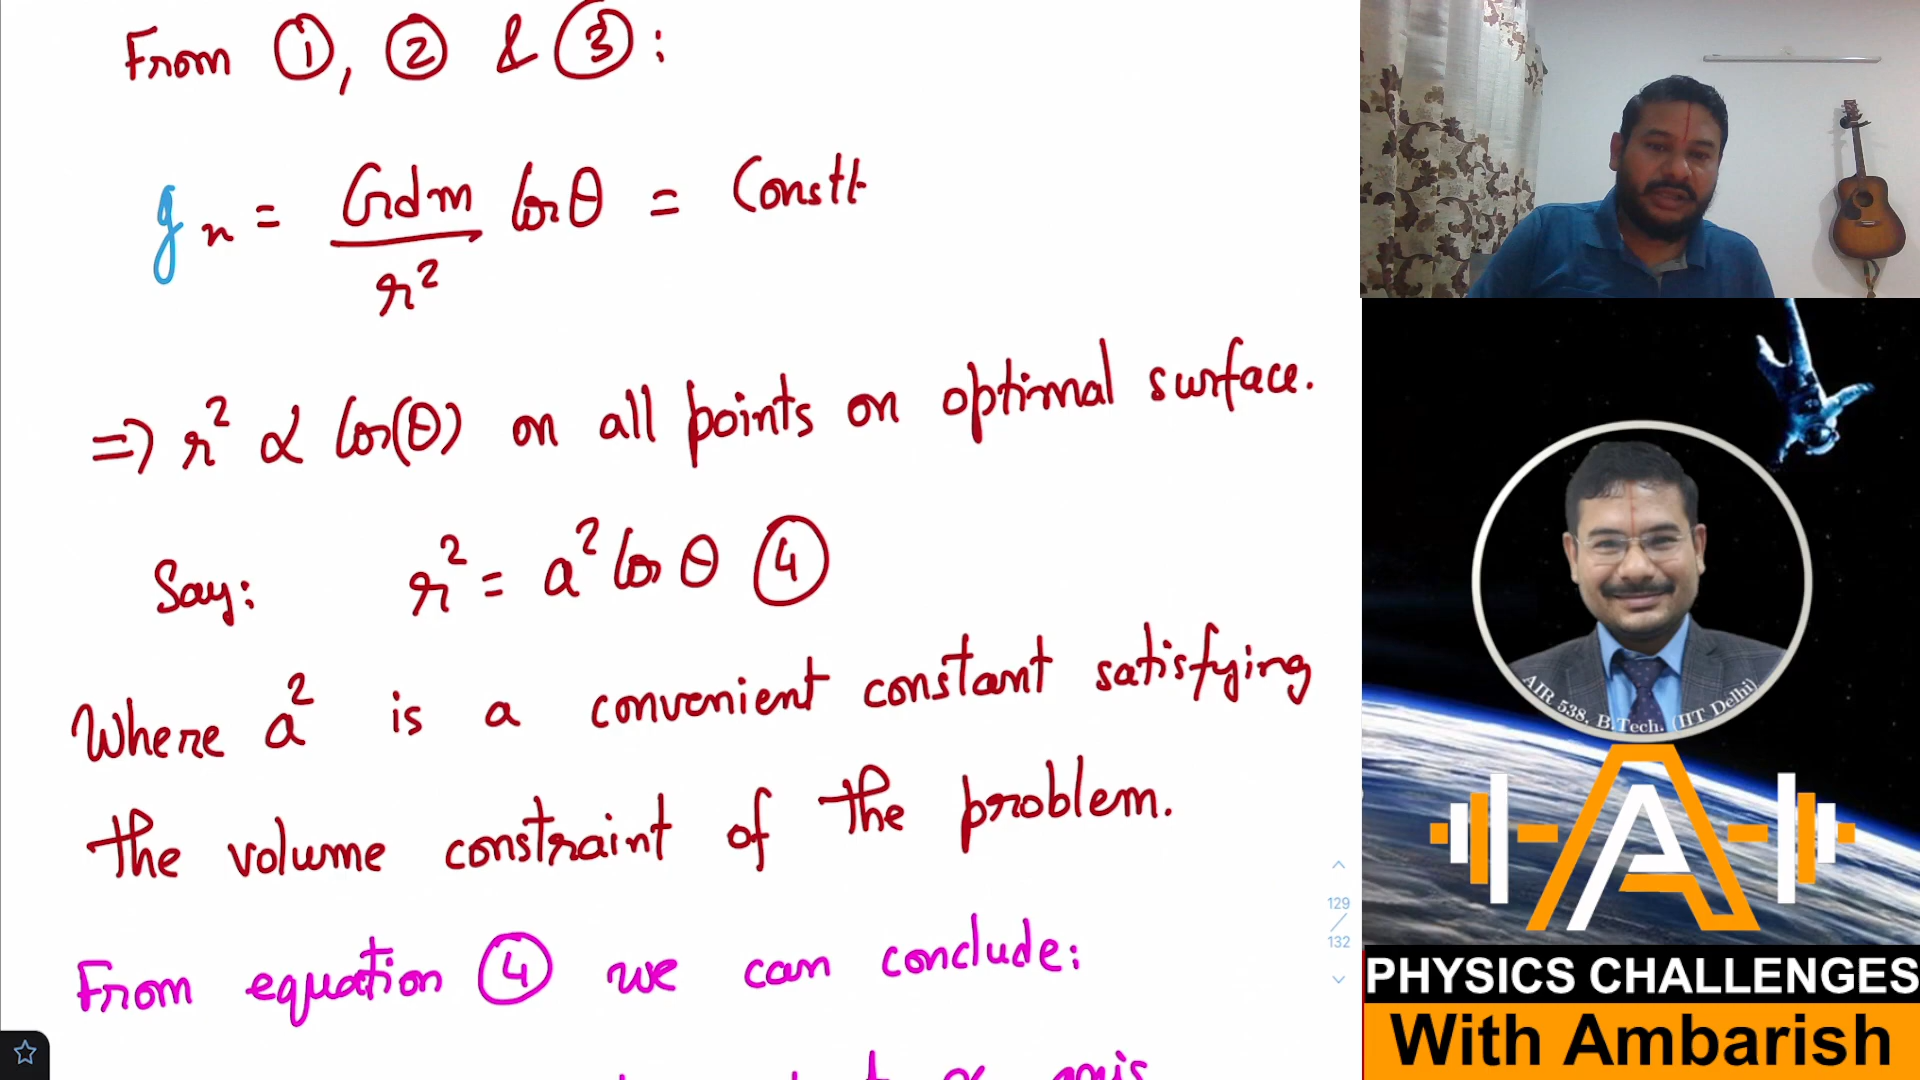 From ①, ② & ③:
gₓ = Gdm/r² Cos θ = Constt
=> r² ∝ Cos(θ) on all points on optimal surface.
Say: r² = a² Cos θ ④
Where a² is a convenient constant satisfying
the volume constraint of the problem.
From equation ④ we can conclude:
axis
129
/
132
AIR 538, B.Tech. (IIT Delhi)
A
PHYSICS CHALLENGES
With Ambarish